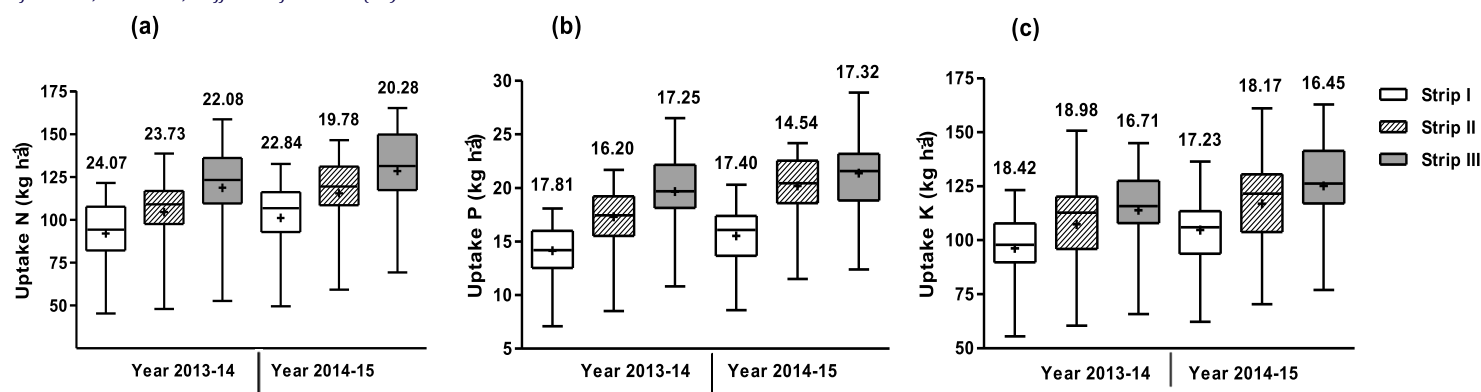 (a)
(b)
(c)
Uptake N (kg ha-1)
175
150
125
100
75
50
24.07
23.73
22.08
22.84
19.78
20.28
Year 2013-14
Year 2014-15
Uptake P (kg ha-1)
30
25
20
15
10
5
17.81
16.20
17.25
17.40
14.54
17.32
Year 2013-14
Year 2014-15
Uptake K (kg ha-1)
175
150
125
100
75
50
18.42
18.98
16.71
17.23
18.17
16.45
Year 2013-14
Year 2014-15
Strip I
Strip II
Strip III